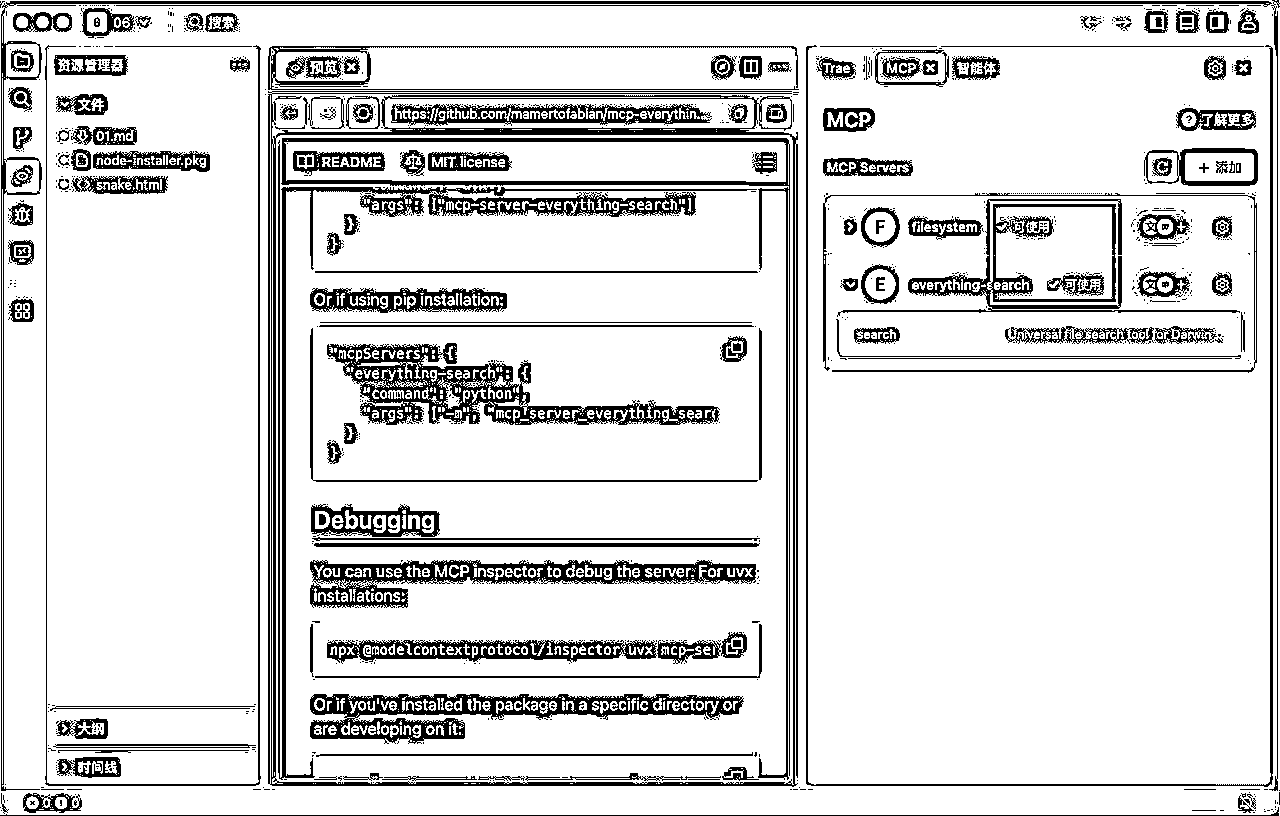 06
搜索
资源管理器
文件
01.md
node-installer.pkg
snake.html
大纲
时间线
预览
https://github.com/mamertofabian/mcp-everythin...
README
MIT license
"args": ["mcp-server-everything-search"]
}
}
Or if using pip installation:
"mcpServers": {
"everything-search": {
"command": "python",
"args": ["-m", "mcp_server_everything_sear
}
}
Debugging
You can use the MCP inspector to debug the server. For uvx
installations:
npx @modelcontextprotocol/inspector uvx mcp-ser
Or if you've installed the package in a specific directory or
are developing on it:
Trae
MCP
智能体
MCP
了解更多
MCP Servers
+ 添加
F
filesystem
可使用
E
everything-search
可使用
search
Universal file search tool for Darwin ...